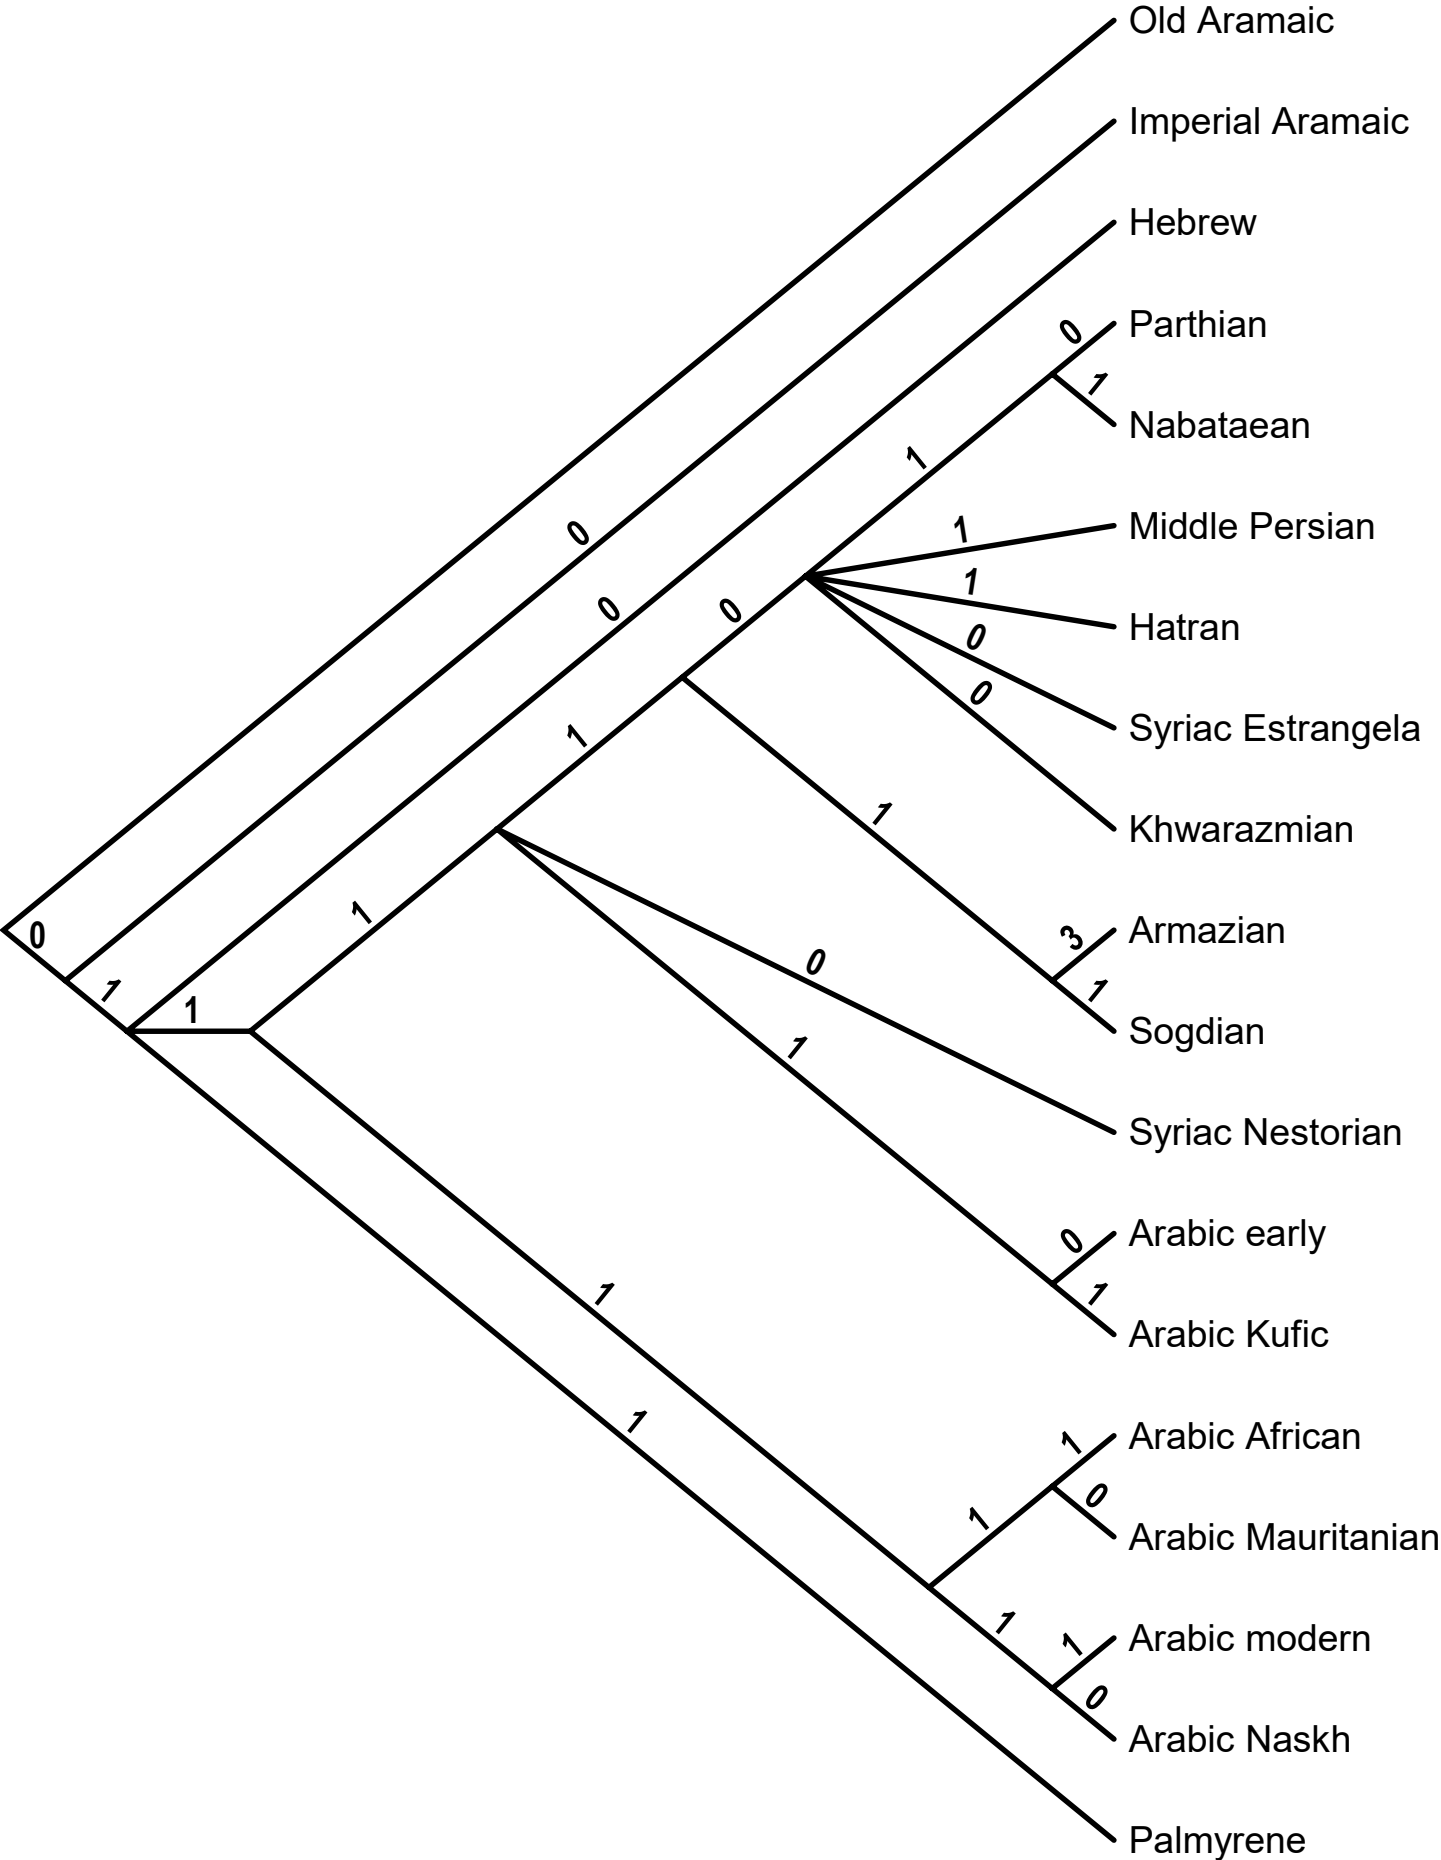 Old Aramaic
Imperial Aramaic
Hebrew
0
Parthian
1
Nabataean
1
1
Middle Persian
0
1
Hatran
0
0
0
Syriac Estrangela
0
1
1
Khwarazmian
1
0
3
Armazian
0
1
1
1
Sogdian
1
Syriac Nestorian
0
Arabic early
1
1
Arabic Kufic
1
1
Arabic African
0
1
Arabic Mauritanian
1
1
Arabic modern
0
Arabic Naskh
Palmyrene